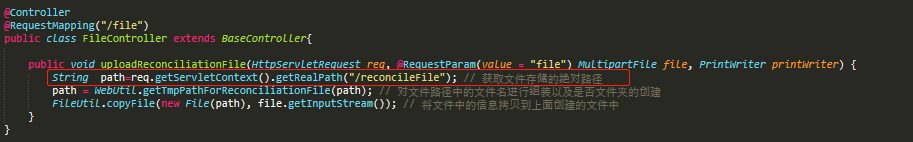 @Controller
@RequestMapping("/file")
public class FileController extends BaseController{
public void uploadReconciliationFile(HttpServletRequest req, @RequestParam(value = "file") MultipartFile file, PrintWriter printWriter) {
String  path=req.getServletContext().getRealPath("/reconcileFile"); // 获取文件存储的绝对路径
path = WebUtil.getTmpPathForReconciliationFile(path); // 对文件路径中的文件名进行组装以及是否文件夹的创建
FileUtil.copyFile(new File(path), file.getInputStream()); // 将文件中的信息拷贝到上面创建的文件中
}
}